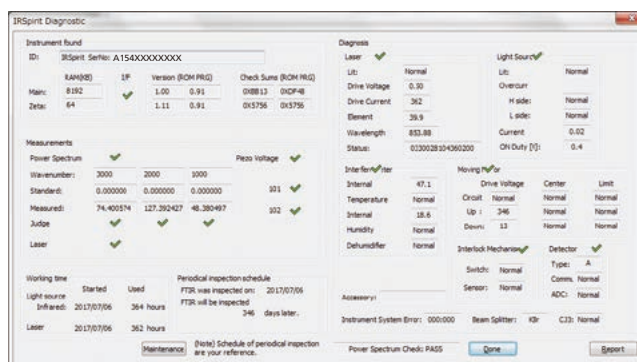 IRSpirit Diagnostic
Instrument found
ID: IRSpirit SerNo: A154XXXXXXXX
RAM(KB) I/F Version (ROM PRG) Check Sums (ROM PRG)
Main: 8192 1.00 0.91 0XBB13 0XDF4B
Zeta: 64 1.11 0.91 0X5756 0X5756
Measurements
Power Spectrum Piezo Voltage
Wavenumber: 3000 2000 1000
Standard: 0.000000 0.000000 0.000000 101
Measured: 74.400574 127.392427 48.380497 102
Judge
Laser
Working time
Started Used
Light source
Infrared: 2017/07/06 364 hours
Laser 2017/07/06 362 hours
Periodical inspection schedule
FTIR was inspected on: 2017/07/06
FTIR will be inspected
346 days later.
Diagnosis
Laser
Lit: Normal
Drive Voltage 0.30
Drive Current 362
Element 39.9
Wavelength 853.88
Status: 0330028104360200
Light Source
Lit: Normal
Overcurr
H side: Normal
L side: Normal
Current 0.02
ON Duty [%]: 0.4
Internal 47.1
Temperature Normal
Internal 18.6
Humidity Normal
Dehumidifier Normal
Drive Voltage Center Limit
Circuit Normal Normal Normal
Up : 346 Normal Normal
Down: 13 Normal Normal
Interlock Mechanism
Switch: Normal
Sensor: Normal
Detector
Type: A
Comm. Normal
ADC: Normal
Accessory:
Instrument System Error: 000:000 Beam Splitter: KBr CJ3: Normal
Maintenance (Note) Schedule of periodical inspection are your reference.
Power Spectrum Check: PASS Done Report